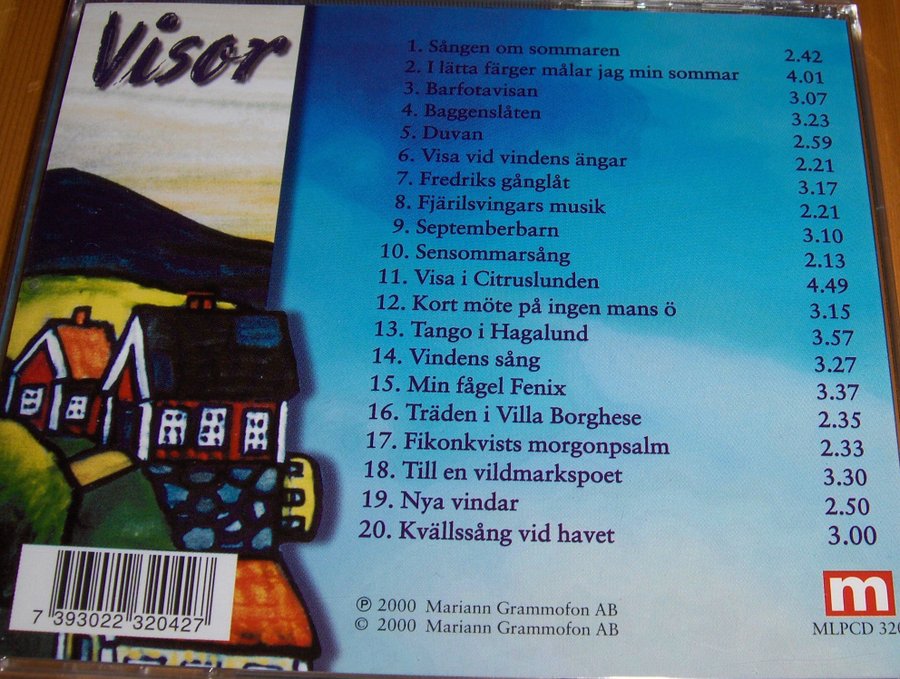 Visor
1. Sången om sommaren 2.42
2. I lätta färger målar jag min sommar 4.01
3. Barfotavisan 3.07
4. Baggenslåten 3.23
5. Duvan 2.59
6. Visa vid vindens ängar 2.21
7. Fredriks gånglåt 3.17
8. Fjärilsvingars musik 2.21
9. Septemberbarn 3.10
10. Sensommarsång 2.13
11. Visa i Citruslunden 4.49
12. Kort möte på ingen mans ö 3.15
13. Tango i Hagalund 3.57
14. Vindens sång 3.27
15. Min fågel Fenix 3.37
16. Träden i Villa Borghese 2.35
17. Fikonkvists morgonpsalm 2.33
18. Till en vildmarkspoet 3.30
19. Nya vindar 2.50
20. Kvällssång vid havet 3.00
7 393022 320427
℗ 2000 Mariann Grammofon AB
© 2000 Mariann Grammofon AB
m
MLPCD